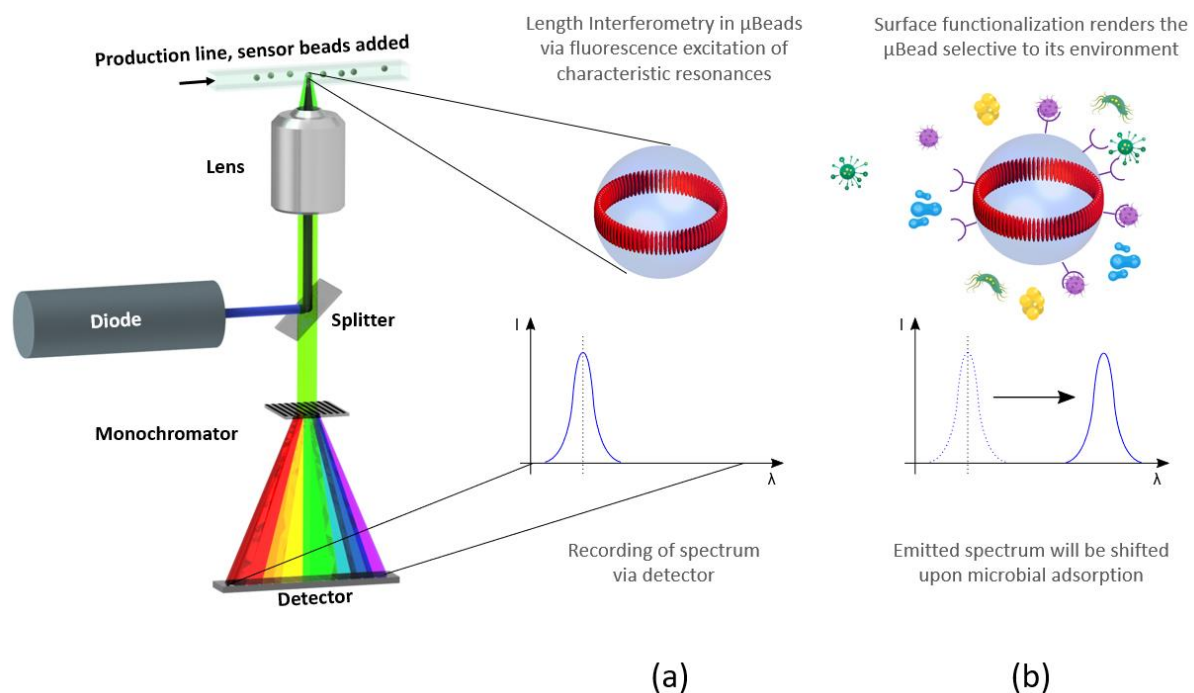 Production line, sensor beads added
Lens
Diode
Splitter
Monochromator
Detector
Length Interferometry in µBeads
via fluorescence excitation of
characteristic resonances
I
λ
Recording of spectrum
via detector
(a)
Surface functionalization renders the
µBead selective to its environment
I
λ
Emitted spectrum will be shifted
upon microbial adsorption
(b)